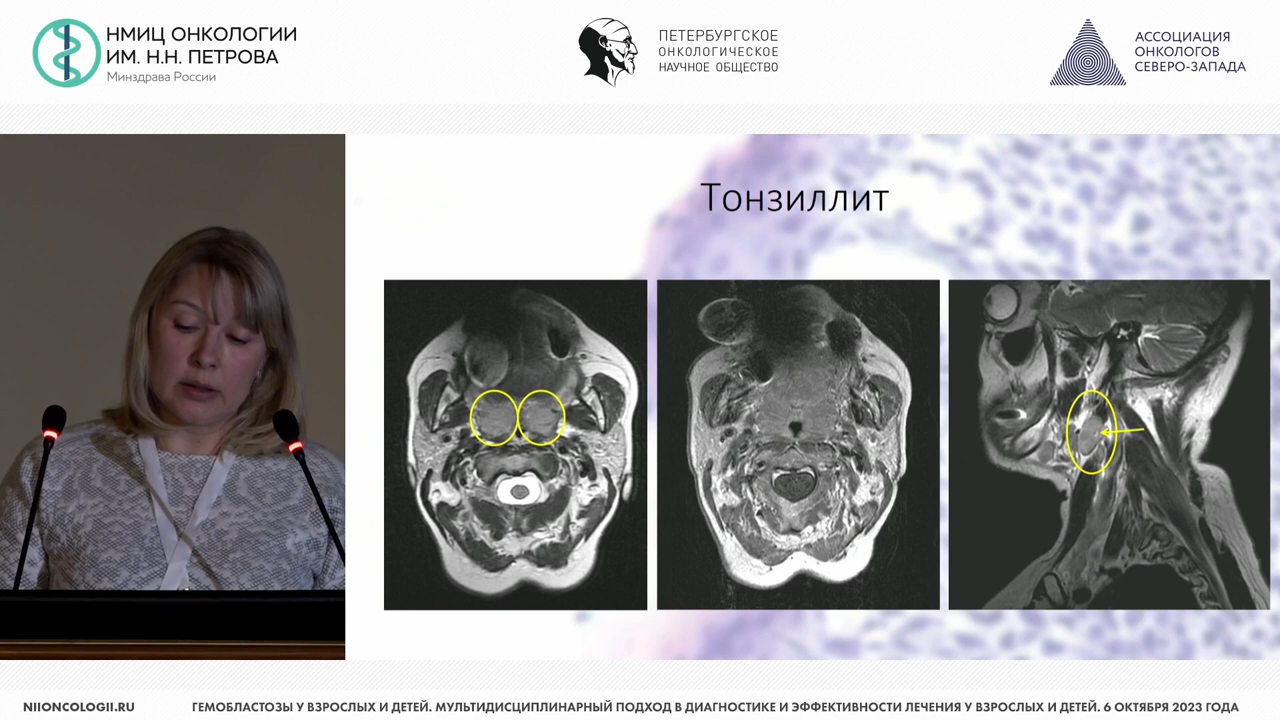 НМИЦ ОНКОЛОГИИ
ИМ. Н.Н. ПЕТРОВА
Минздрава России
ПЕТЕРБУРГСКОЕ
ОНКОЛОГИЧЕСКОЕ
НАУЧНОЕ ОБЩЕСТВО
АССОЦИАЦИЯ
ОНКОЛОГОВ
СЕВЕРО-ЗАПАДА
Тонзиллит
NIIONCOLOGII.RU
ГЕМОБЛАСТОЗЫ У ВЗРОСЛЫХ И ДЕТЕЙ. МУЛЬТИДИСЦИПЛИНАРНЫЙ ПОДХОД В ДИАГНОСТИКЕ И ЭФФЕКТИВНОСТИ ЛЕЧЕНИЯ У ВЗРОСЛЫХ И ДЕТЕЙ. 6 ОКТЯБРЯ 2023 ГОДА